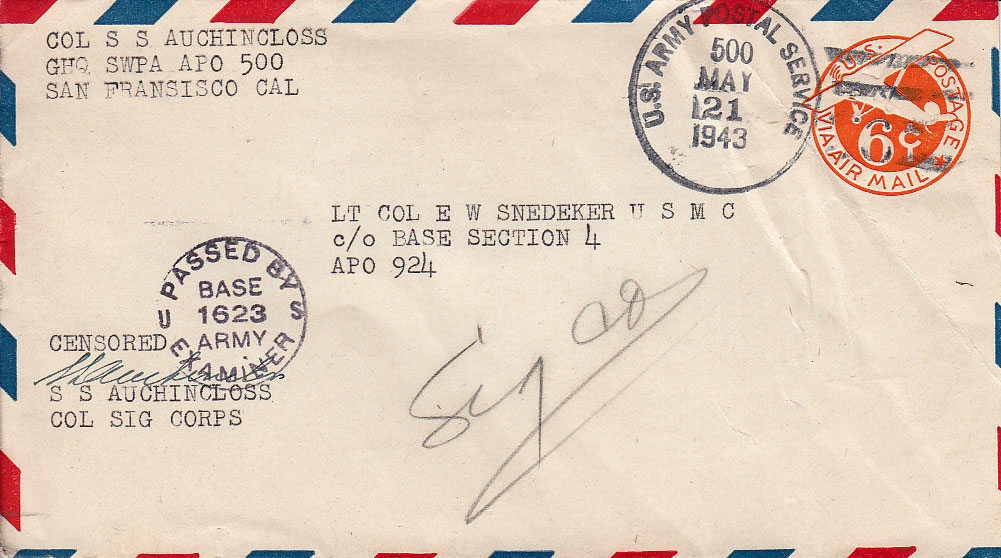 COL S S AUCHINCLOSS
GHQ SWPA APO 500
SAN FRANSISCO CAL
U.S. ARMY POSTAL SERVICE
500
MAY
21
1943
U.S. POSTAGE
6¢
VIA AIR MAIL
LT COL E W SNEDEKER U S M C
c/o BASE SECTION 4
APO 924
PASSED BY
BASE
U 1623 S
ARMY
EXAMINER
CENSORED
S S AUCHINCLOSS
COL SIG CORPS
Sig